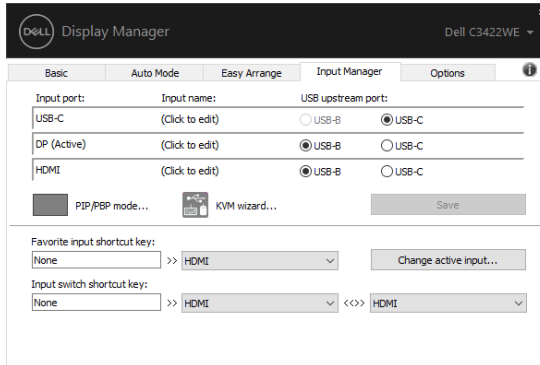 DELL Display Manager Dell C3422WE
Basic Auto Mode Easy Arrange Input Manager Options
Input port: Input name: USB upstream port:
USB-C (Click to edit) USB-B USB-C
DP (Active) (Click to edit) USB-B USB-C
HDMI (Click to edit) USB-B USB-C
PIP/PBP mode... KVM wizard... Save
Favorite input shortcut key:
None >> HDMI Change active input...
Input switch shortcut key:
None >> HDMI <<>> HDMI